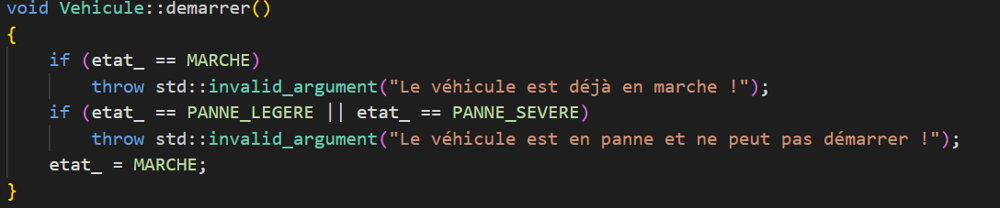 void Vehicule::demarrer()
{
    if (etat_ == MARCHE)
        throw std::invalid_argument("Le véhicule est déjà en marche !");
    if (etat_ == PANNE_LEGERE || etat_ == PANNE_SEVERE)
        throw std::invalid_argument("Le véhicule est en panne et ne peut pas démarrer !");
    etat_ = MARCHE;
}